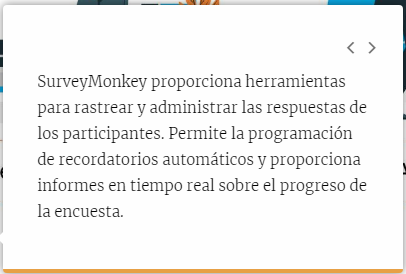 SurveyMonkey proporciona herramientas
para rastrear y administrar las respuestas de
los participantes. Permite la programación
de recordatorios automáticos y proporciona
informes en tiempo real sobre el progreso de
la encuesta.